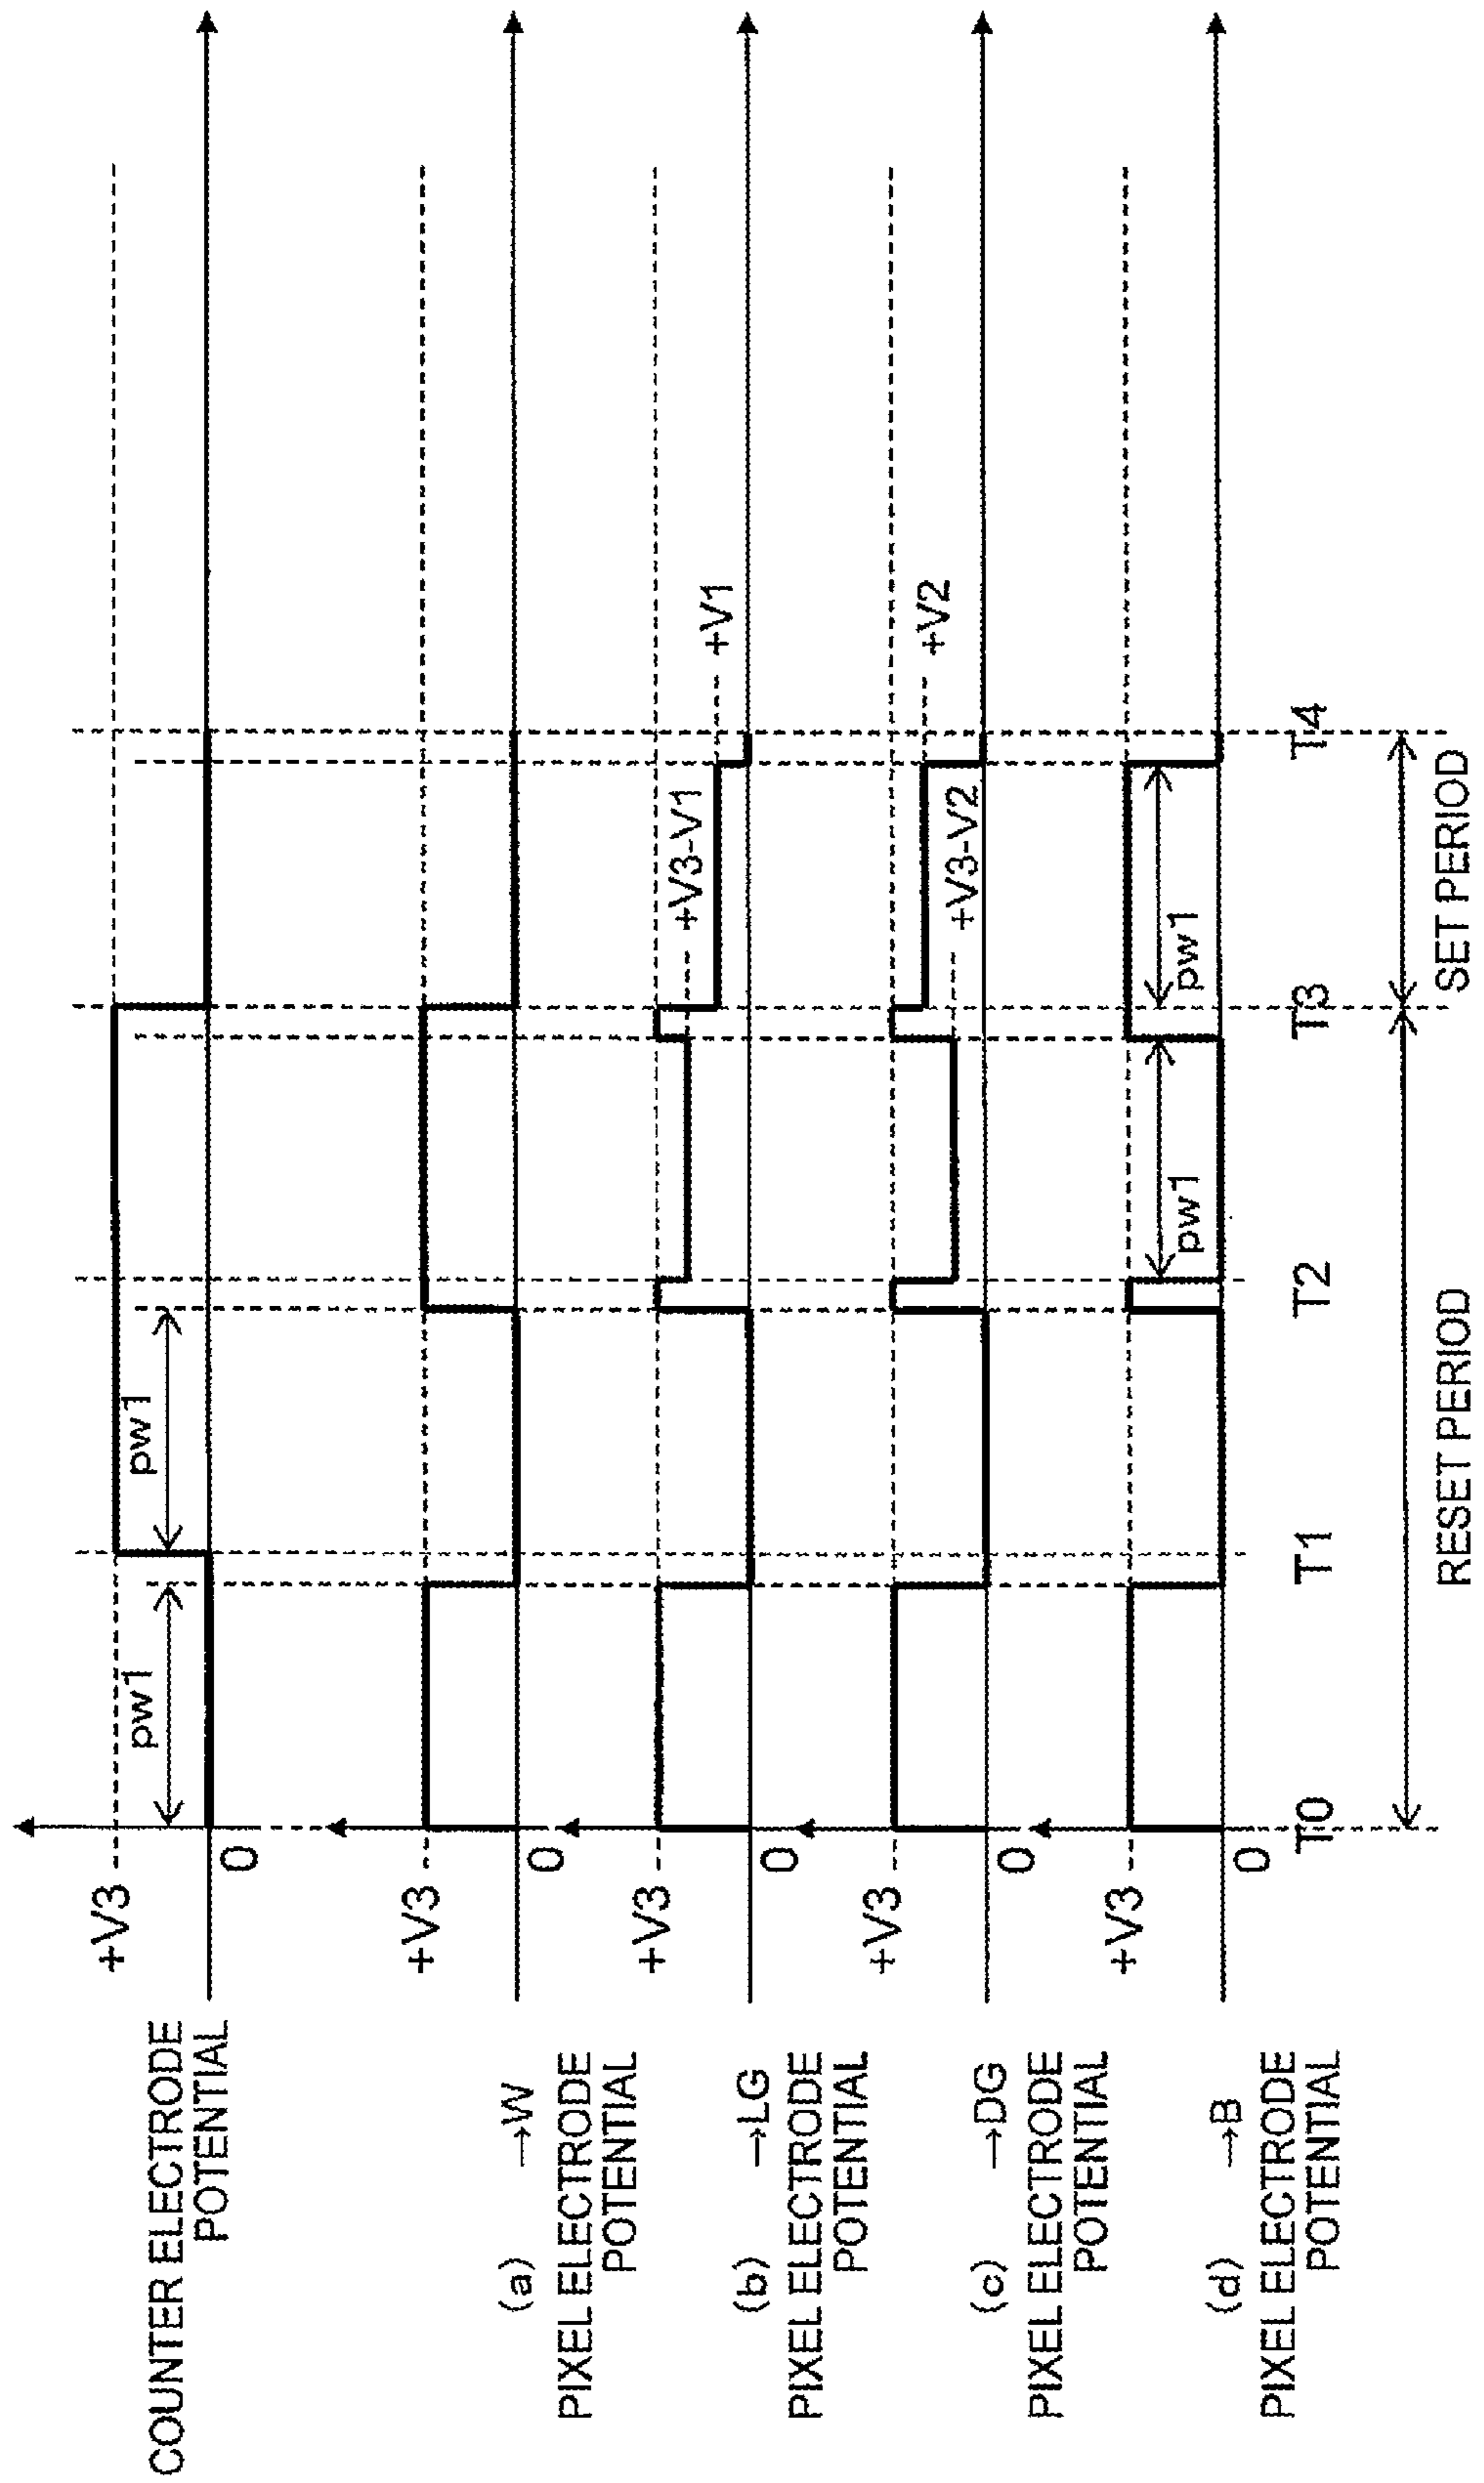 COUNTER ELECTRODE
POTENTIAL
+V3
0
pw1
pw1
(a) →W
PIXEL ELECTRODE
POTENTIAL
+V3
0
(b) →LG
PIXEL ELECTRODE
POTENTIAL
+V3
0
+V3-V1
+V1
(c) →DG
PIXEL ELECTRODE
POTENTIAL
+V3
0
+V3-V2
+V2
(d) →B
PIXEL ELECTRODE
POTENTIAL
+V3
0
pw1
pw1
T0
T1
T2
T3
T4
RESET PERIOD
SET PERIOD